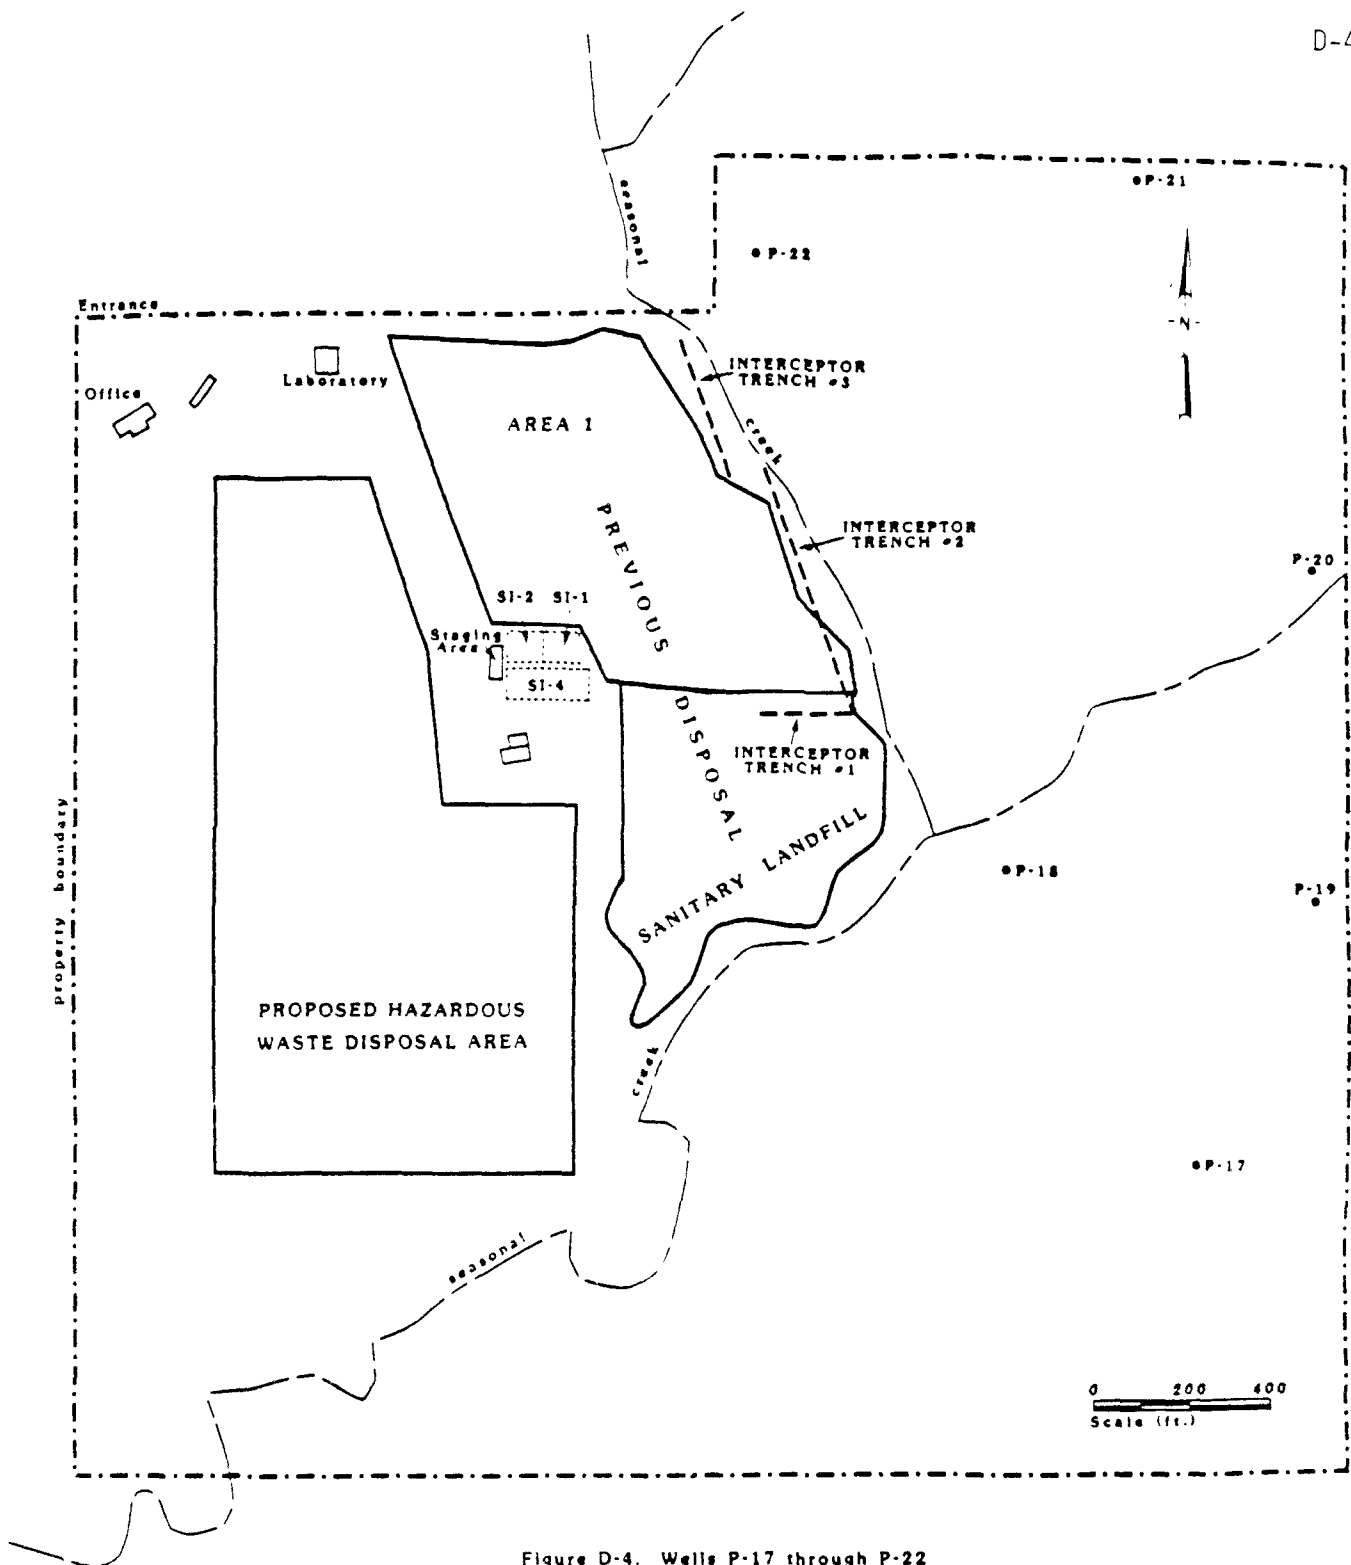 D-4
seasonal
P-21
P-22
-N-
Entrance
Laboratory
Office
INTERCEPTOR
TRENCH #3
AREA 1
creek
PREVIOUS
INTERCEPTOR
TRENCH #2
P-20
SI-2 SI-1
Staging
Area
SI-4
DISPOSAL
INTERCEPTOR
TRENCH #1
property boundary
SANITARY LANDFILL
P-18
P-19
PROPOSED HAZARDOUS
WASTE DISPOSAL AREA
creek
P-17
seasonal
0 200 400
Scale (ft.)
Figure D-4. Wells P-17 through P-22